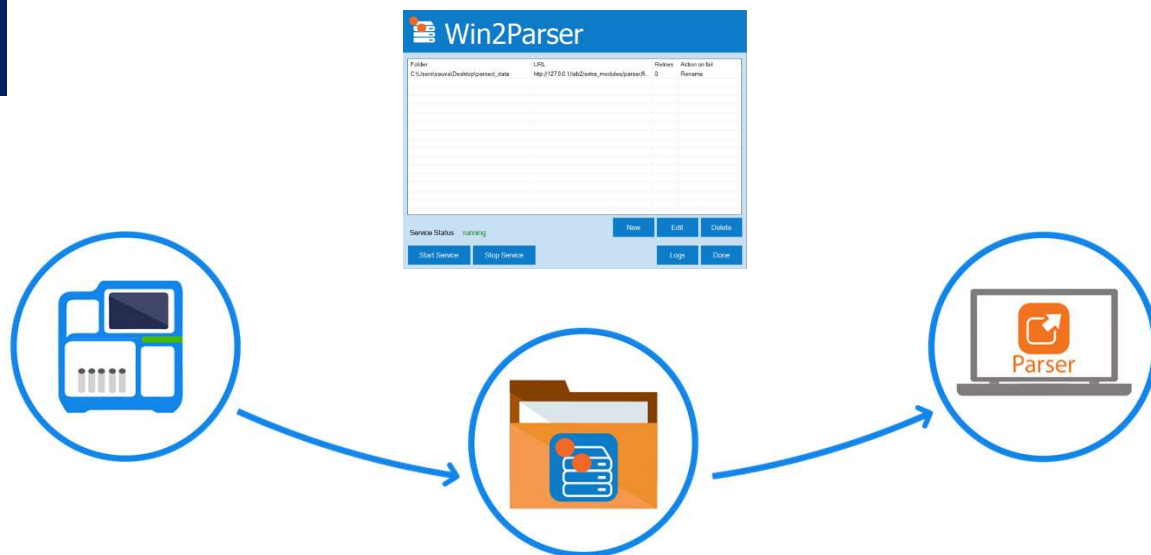 Win2Parser
Folder URL Retries Action on fail
C:\Users\sauvs\Desktop\parsed_data http://127.0.0.1/lab2/extra_modules/parser/fi... 0 Rename
New Edit Delete
Service Status running
Start Service Stop Service Logs Done
Parser